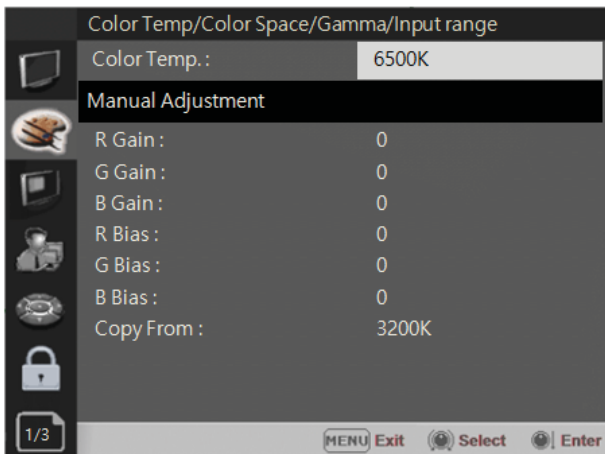 Color Temp/Color Space/Gamma/Input range
Color Temp. : 6500K
Manual Adjustment
R Gain : 0
G Gain : 0
B Gain : 0
R Bias : 0
G Bias : 0
B Bias : 0
Copy From : 3200K
1/3 MENU Exit Select Enter